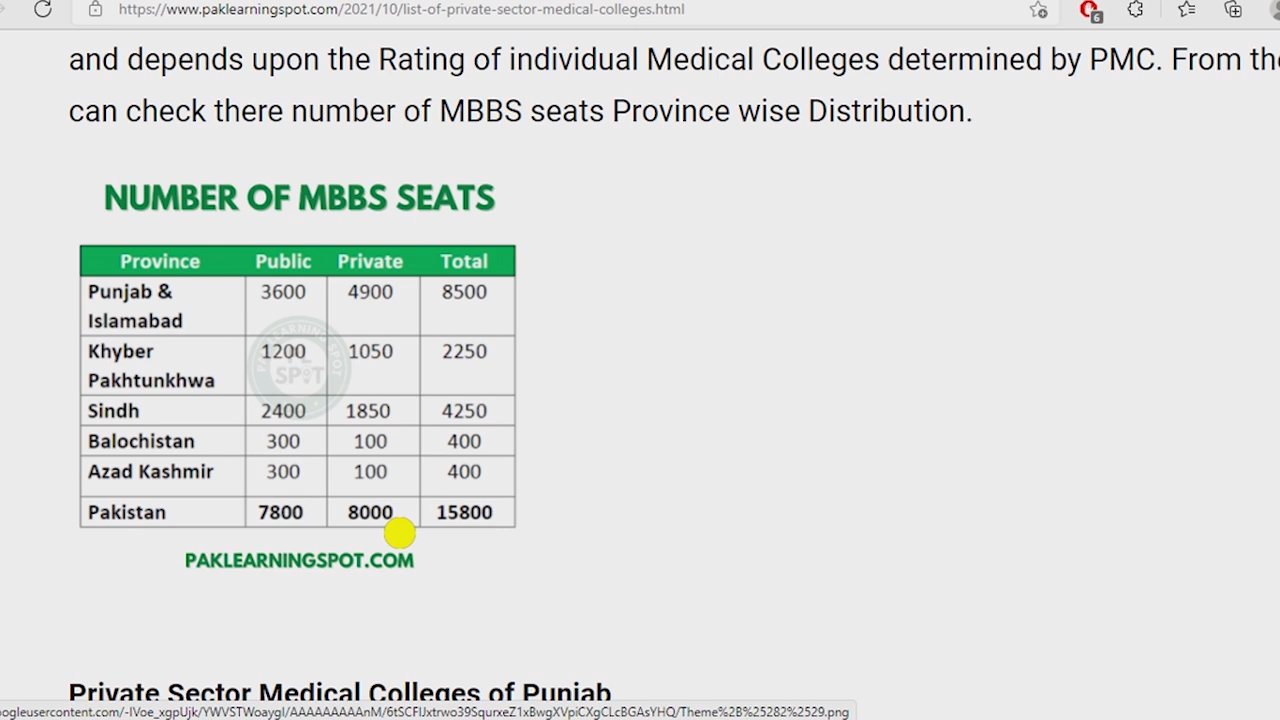 https://www.paklearningspot.com/2021/10/list-of-private-sector-medical-colleges.html
6
and depends upon the Rating of individual Medical Colleges determined by PMC. From the
can check there number of MBBS seats Province wise Distribution.
NUMBER OF MBBS SEATS
Province Public Private Total
Punjab & 3600 4900 8500
Islamabad
Khyber 1200 1050 2250
Pakhtunkhwa
Sindh 2400 1850 4250
Balochistan 300 100 400
Azad Kashmir 300 100 400
Pakistan 7800 8000 15800
PAKLEARNINGSPOT.COM
Private Sector Medical Colleges of Punjab